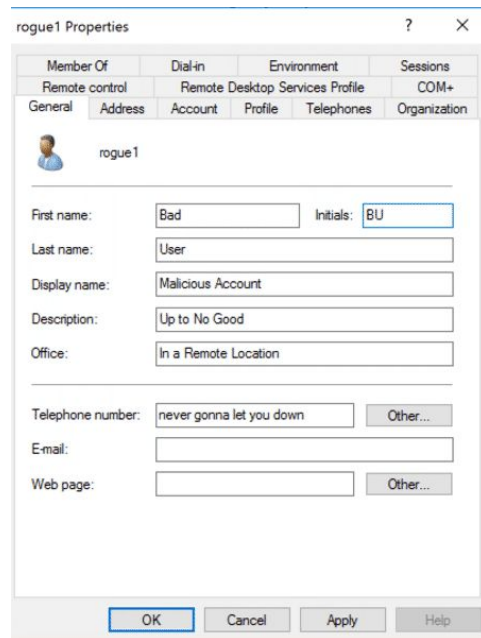 rogue1 Properties ? ×
Member Of Dial-in Environment Sessions
Remote control Remote Desktop Services Profile COM+
General Address Account Profile Telephones Organization
rogue1
First name: Bad Initials: BU
Last name: User
Display name: Malicious Account
Description: Up to No Good
Office: In a Remote Location
Telephone number: never gonna let you down Other...
E-mail:
Web page: Other...
OK Cancel Apply Help